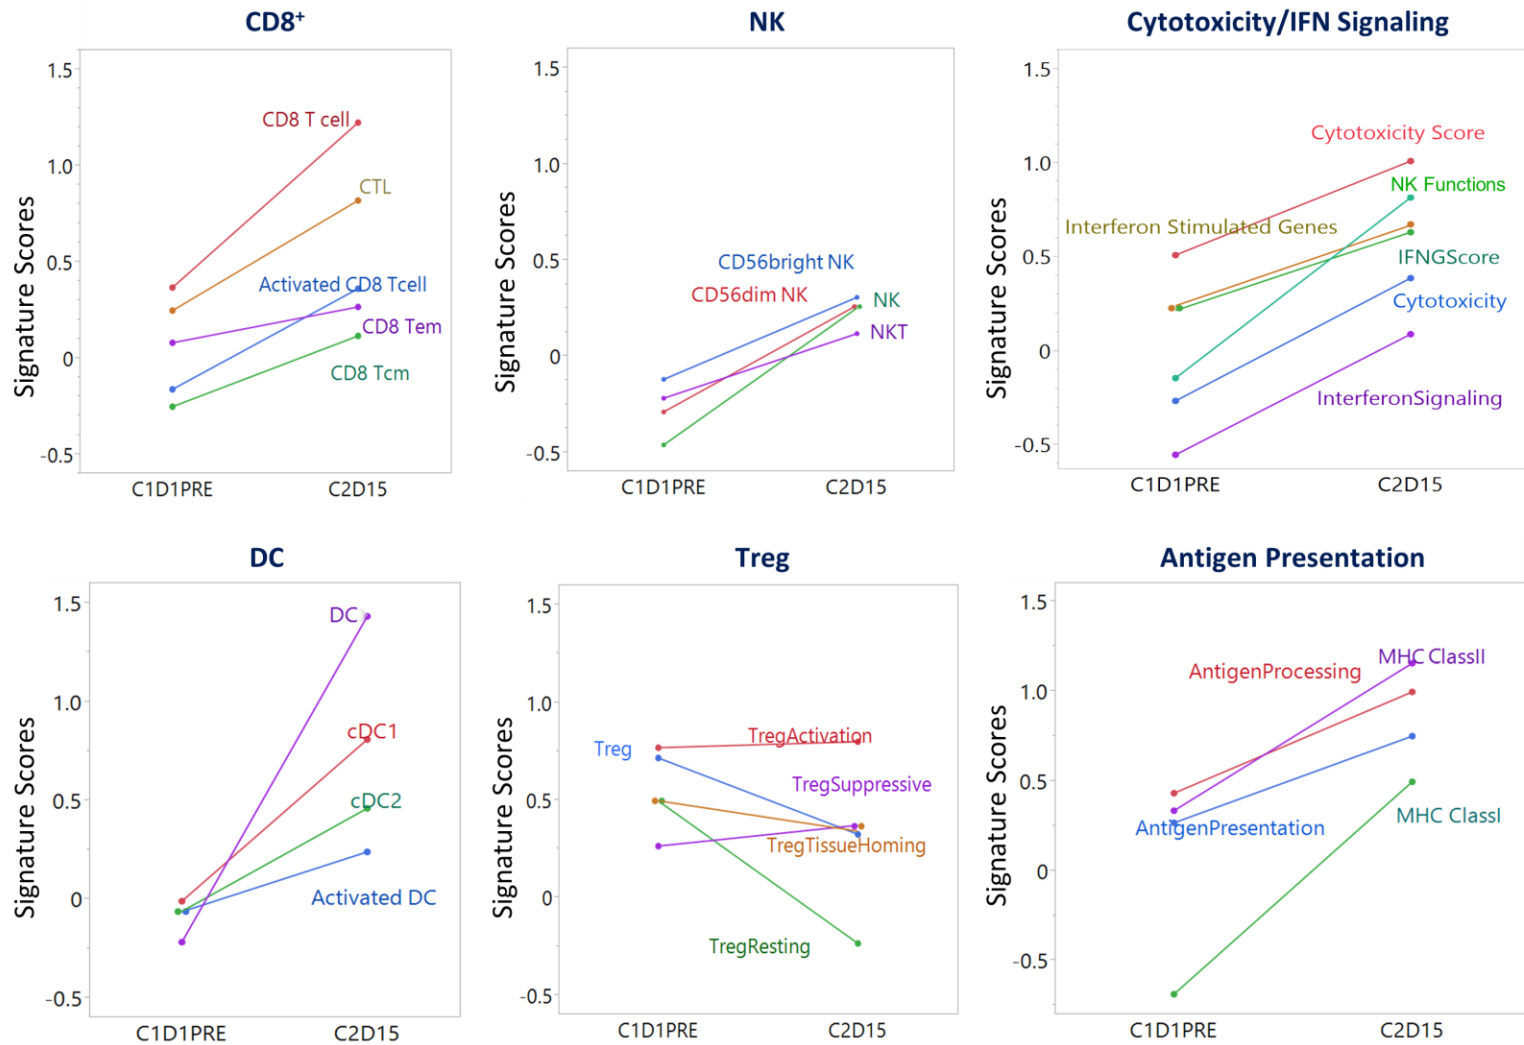 CD8⁺
Signature Scores
1.5
1.0
0.5
0
-0.5
CD8 T cell
CTL
Activated CD8 Tcell
CD8 Tem
CD8 Tcm
C1D1PRE
C2D15
NK
Signature Scores
1.5
1.0
0.5
0
-0.5
CD56bright NK
CD56dim NK
NK
NKT
C1D1PRE
C2D15
Cytotoxicity/IFN Signaling
Signature Scores
1.5
1.0
0.5
0
-0.5
Cytotoxicity Score
NK Functions
Interferon Stimulated Genes
IFNGScore
Cytotoxicity
InterferonSignaling
C1D1PRE
C2D15
DC
Signature Scores
1.5
1.0
0.5
0
-0.5
DC
cDC1
cDC2
Activated DC
C1D1PRE
C2D15
Treg
Signature Scores
1.5
1.0
0.5
0
-0.5
Treg
TregActivation
TregSuppressive
TregTissueHoming
TregResting
C1D1PRE
C2D15
Antigen Presentation
Signature Scores
1.5
1.0
0.5
0
-0.5
MHC ClassII
AntigenProcessing
AntigenPresentation
MHC ClassI
C1D1PRE
C2D15